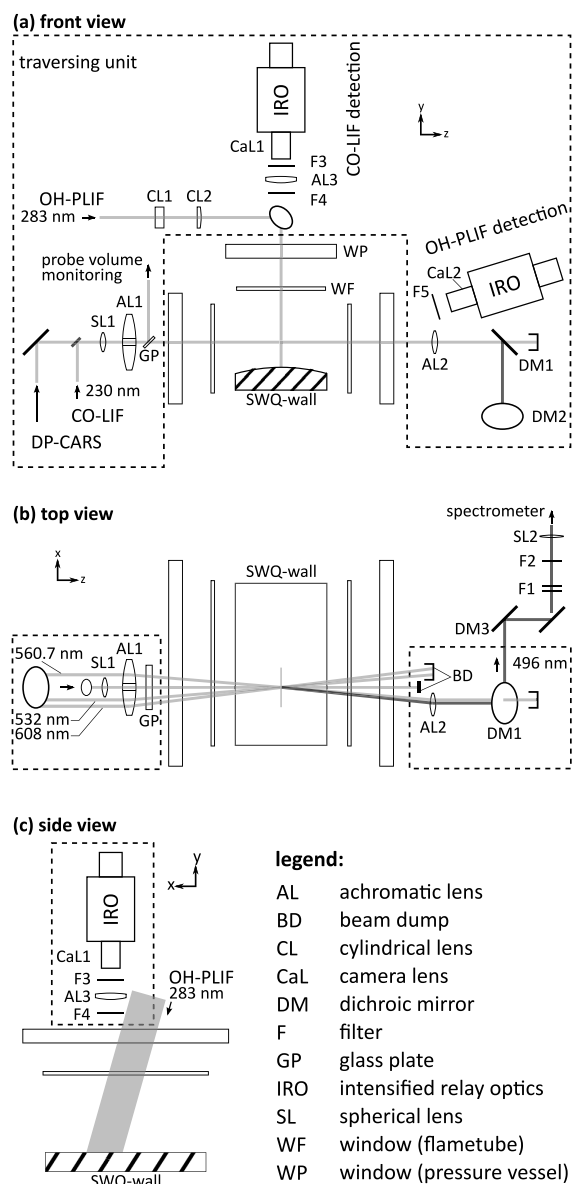 (a) front view
traversing unit
IRO
CO-LIF detection
CaL1
y
z
F3
AL3
F4
CL1 CL2
OH-PLIF
283 nm
OH-PLIF detection
WP
probe volume
monitoring
CaL2
IRO
F5
WF
AL1
SL1
GP
AL2
DM1
SWQ-wall
230 nm
CO-LIF
DM2
DP-CARS
(b) top view
spectrometer
SL2
x
z
SWQ-wall
F2
F1
DM3
AL1
560.7 nm
SL1
496 nm
BD
532 nm
GP
608 nm
AL2
DM1
(c) side view
y
x
IRO
CaL1
OH-PLIF
283 nm
F3
AL3
F4
SWQ-wall
legend:
AL achromatic lens
BD beam dump
CL cylindrical lens
CaL camera lens
DM dichroic mirror
F filter
GP glass plate
IRO intensified relay optics
SL spherical lens
WF window (flametube)
WP window (pressure vessel)